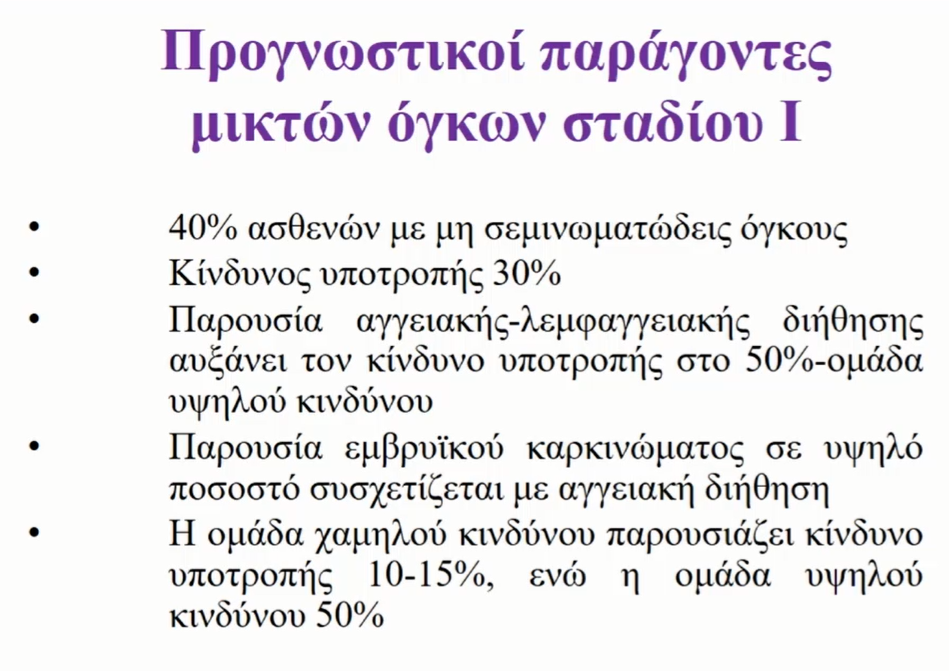 Προγνωστικοί παράγοντες
μικτών όγκων σταδίου Ι
• 40% ασθενών με μη σεμινωματώδεις όγκους
• Κίνδυνος υποτροπής 30%
• Παρουσία αγγειακής-λεμφαγγειακής διήθησης
αυξάνει τον κίνδυνο υποτροπής στο 50%-ομάδα
υψηλού κινδύνου
• Παρουσία εμβρυϊκού καρκινώματος σε υψηλό
ποσοστό συσχετίζεται με αγγειακή διήθηση
• Η ομάδα χαμηλού κινδύνου παρουσιάζει κίνδυνο
υποτροπής 10-15%, ενώ η ομάδα υψηλού
κινδύνου 50%